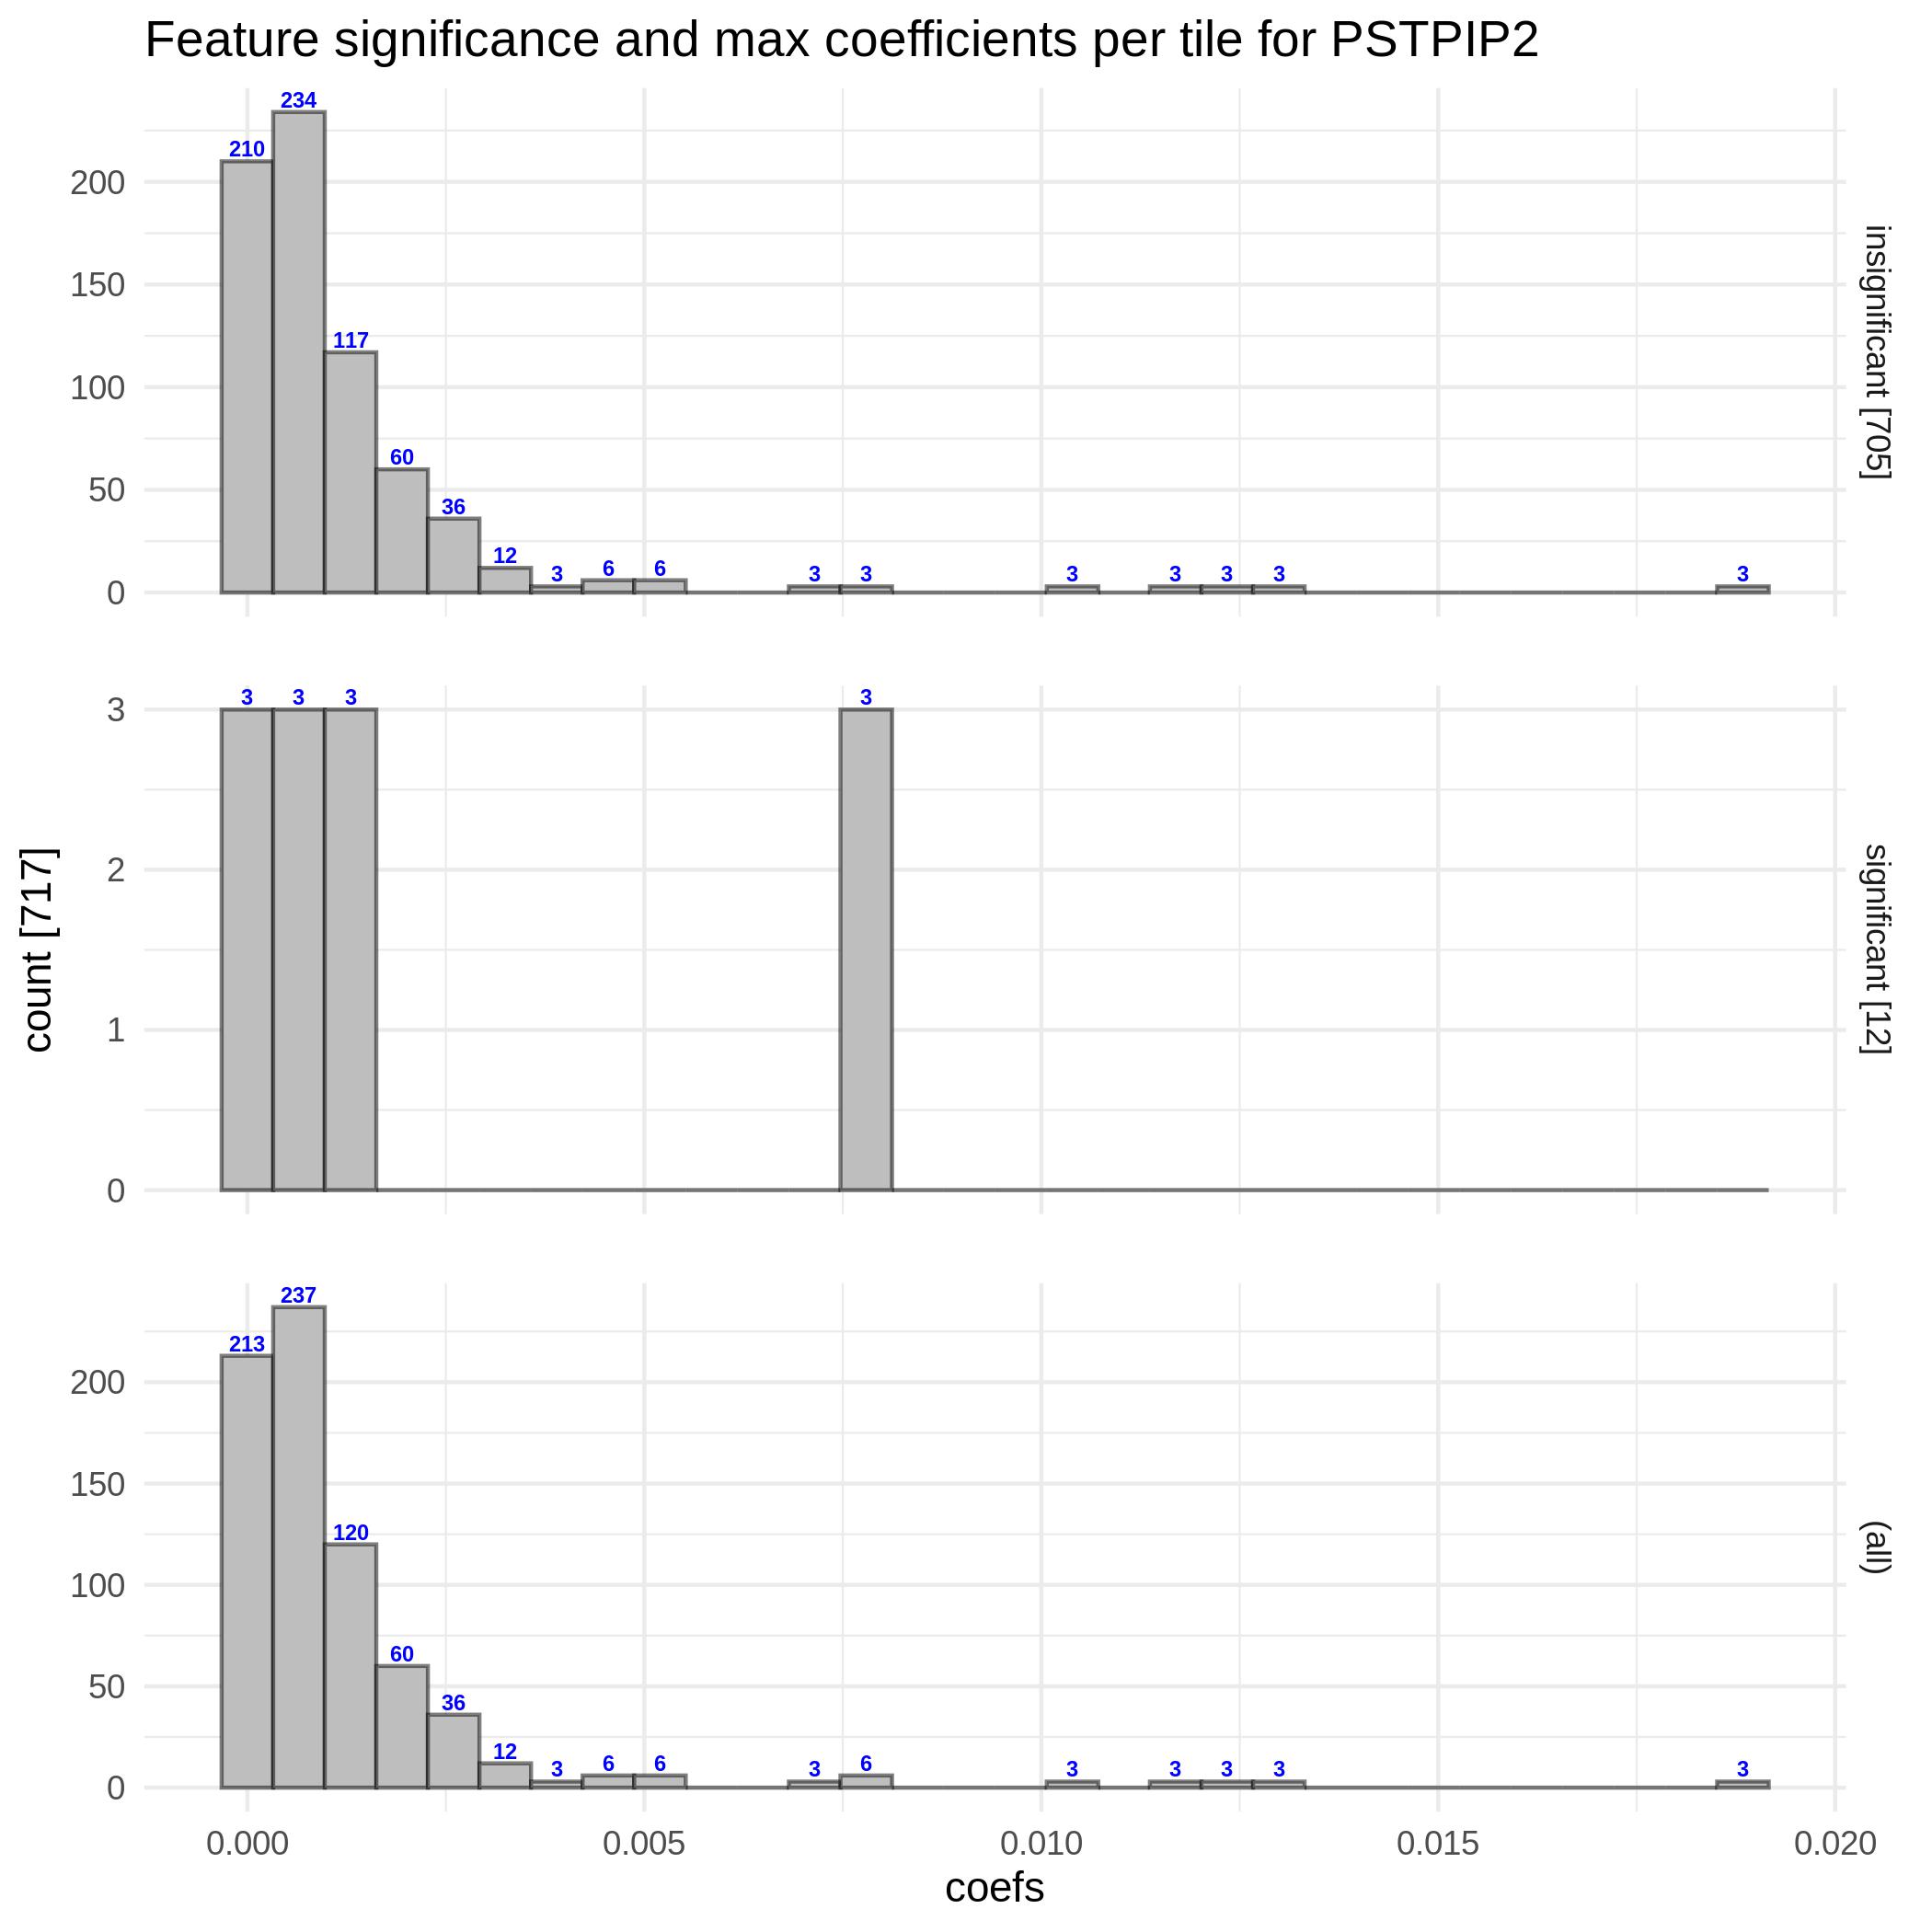 Feature significance and max coefficients per tile for PSTPIP2
234
210
200
150
117
100
60
50
36
12
3 6 6 3 3 3 3 3 3 3
0
insignificant [705]
3 3 3 3
3
2
1
0
significant [12]
count [717]
237
213
200
150
120
100
60
50
36
12
3 6 6 3 6 3 3 3 3 3
0
(all)
0.000 0.005 0.010 0.015 0.020
coefs